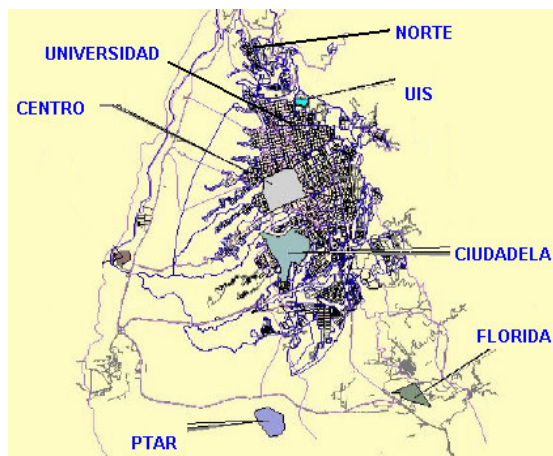 NORTE
UNIVERSIDAD
UIS
CENTRO
CIUDADELA
FLORIDA
PTAR